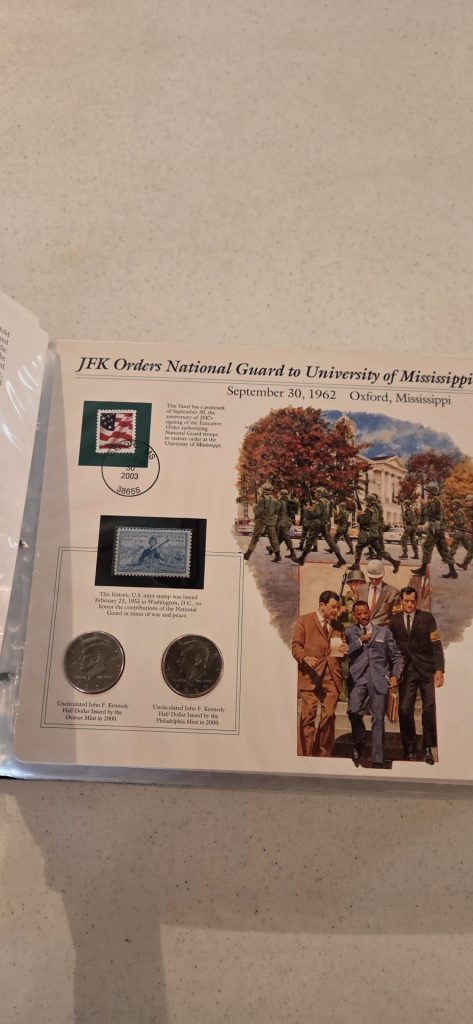 JFK Orders National Guard to University of Mississippi
September 30, 1962 Oxford, Mississippi
This Panel has a postmark
of September 30, the
anniversary of JFK's
signing of the Executive
Order authorizing
National Guard troops
to restore order at the
University of Mississippi.
30
2003
38655
This historic U.S. mint stamp was issued
February 23, 1953 in Washington, D.C., to
honor the contributions of the National
Guard in times of war and peace.
Uncirculated John F. Kennedy
Half-Dollar Issued by the
Denver Mint in 2000.
Uncirculated John F. Kennedy
Half-Dollar Issued by the
Philadelphia Mint in 2000.